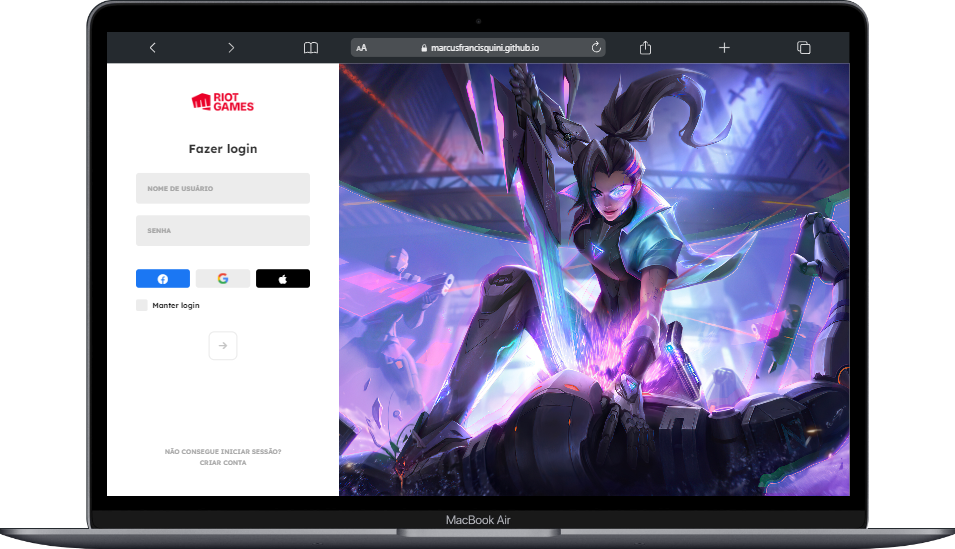 AA
marcusfrancisquini.github.io
RIOT
GAMES
Fazer login
NOME DE USUÁRIO
SENHA
Manter login
NÃO CONSEGUE INICIAR SESSÃO?
CRIAR CONTA
MacBook Air